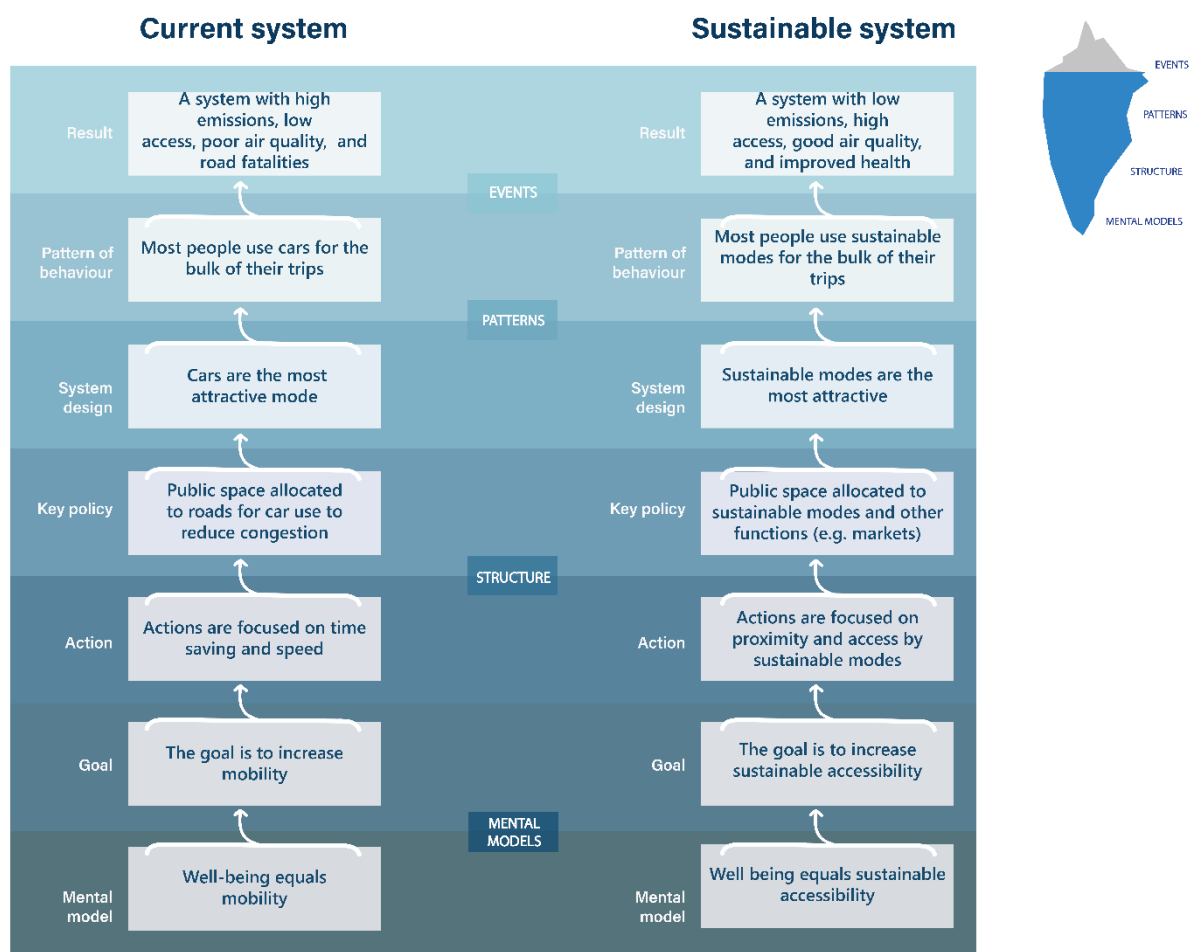 Current system
Sustainable system
EVENTS
PATTERNS
STRUCTURE
MENTAL MODELS
Result
A system with high
emissions, low
access, poor air quality, and
road fatalities
Result
A system with low
emissions, high
access, good air quality,
and improved health
EVENTS
Pattern of
behaviour
Most people use cars for the
bulk of their trips
Pattern of
behaviour
Most people use sustainable
modes for the bulk of their
trips
PATTERNS
System
design
Cars are the most
attractive mode
System
design
Sustainable modes are the
most attractive
Key policy
Public space allocated
to roads for car use to
reduce congestion
Key policy
Public space allocated to
sustainable modes and other
functions (e.g. markets)
STRUCTURE
Action
Actions are focused on time
saving and speed
Action
Actions are focused on
proximity and access by
sustainable modes
Goal
The goal is to increase
mobility
Goal
The goal is to increase
sustainable accessibility
MENTAL
MODELS
Mental
model
Well-being equals
mobility
Mental
model
Well being equals sustainable
accessibility